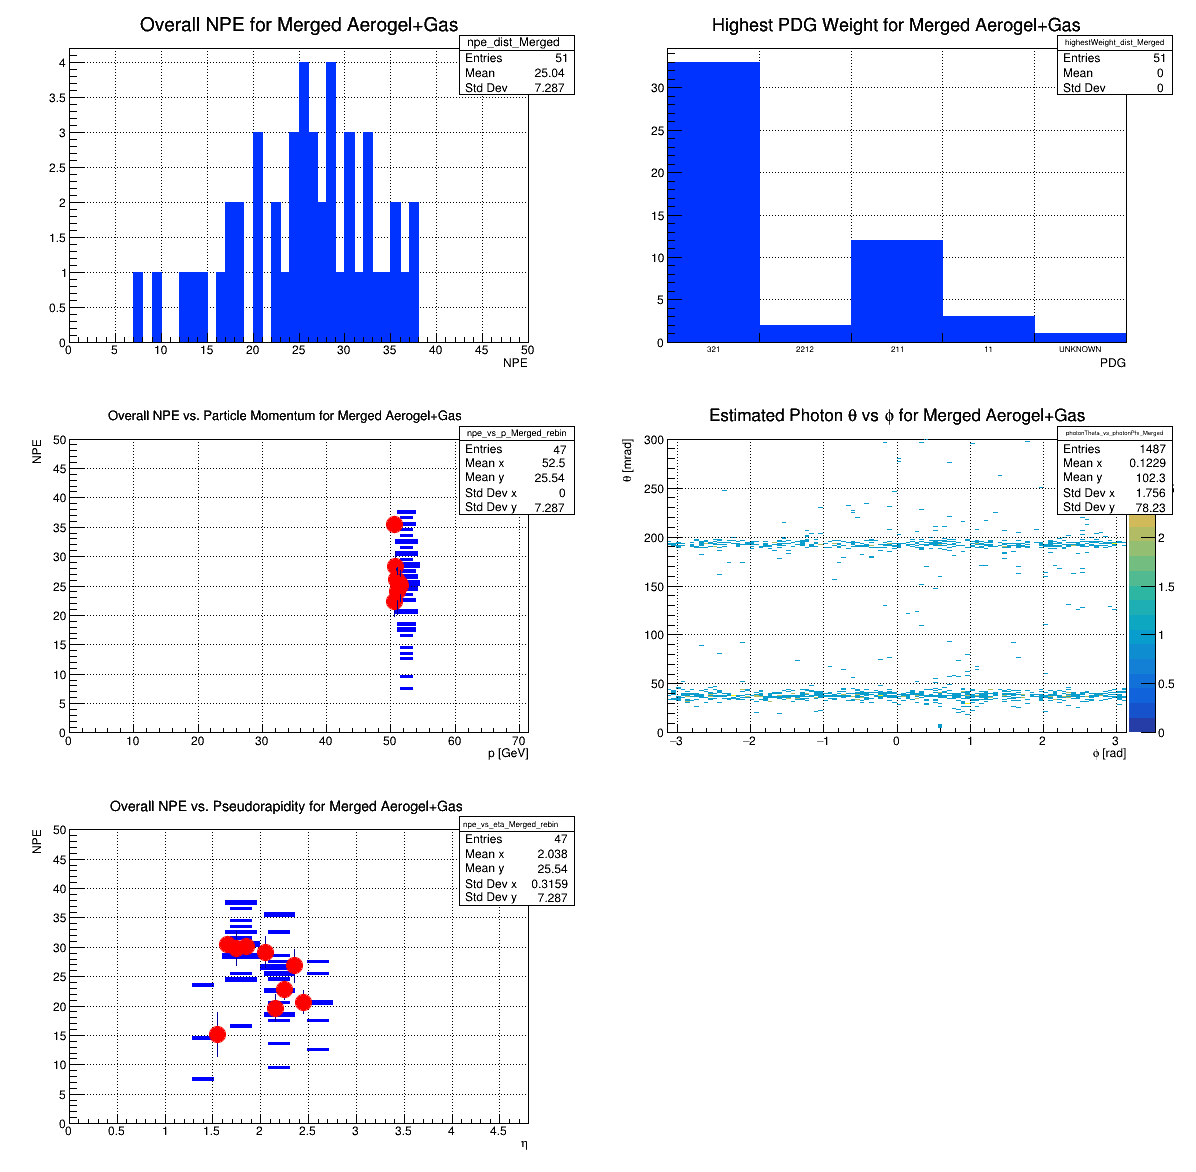 Overall NPE for Merged Aerogel+Gas
npe_dist_Merged
Entries 51
Mean 25.04
Std Dev 7.287
4
3.5
3
2.5
2
1.5
1
0.5
0
0 5 10 15 20 25 30 35 40 45 50
NPE
Highest PDG Weight for Merged Aerogel+Gas
highestWeight_dist_Merged
Entries 51
Mean 0
Std Dev 0
30
25
20
15
10
5
0
321 2212 211 11 UNKNOWN
PDG
Overall NPE vs. Particle Momentum for Merged Aerogel+Gas
npe_vs_p_Merged_rebin
Entries 47
Mean x 52.5
Mean y 25.54
Std Dev x 0
Std Dev y 7.287
NPE
50
45
40
35
30
25
20
15
10
5
0
0 10 20 30 40 50 60 70
p [GeV]
Estimated Photon θ vs ϕ for Merged Aerogel+Gas
photonTheta_vs_photonPhi_Merged
Entries 1487
Mean x 0.1229
Mean y 102.3
Std Dev x 1.756
Std Dev y 78.23
θ [mrad]
300
250
200
150
100
50
0
−3 −2 −1 0 1 2 3
ϕ [rad]
2
1.5
1
0.5
0
Overall NPE vs. Pseudorapidity for Merged Aerogel+Gas
npe_vs_eta_Merged_rebin
Entries 47
Mean x 2.038
Mean y 25.54
Std Dev x 0.3159
Std Dev y 7.287
NPE
50
45
40
35
30
25
20
15
10
5
0
0 0.5 1 1.5 2 2.5 3 3.5 4 4.5
η